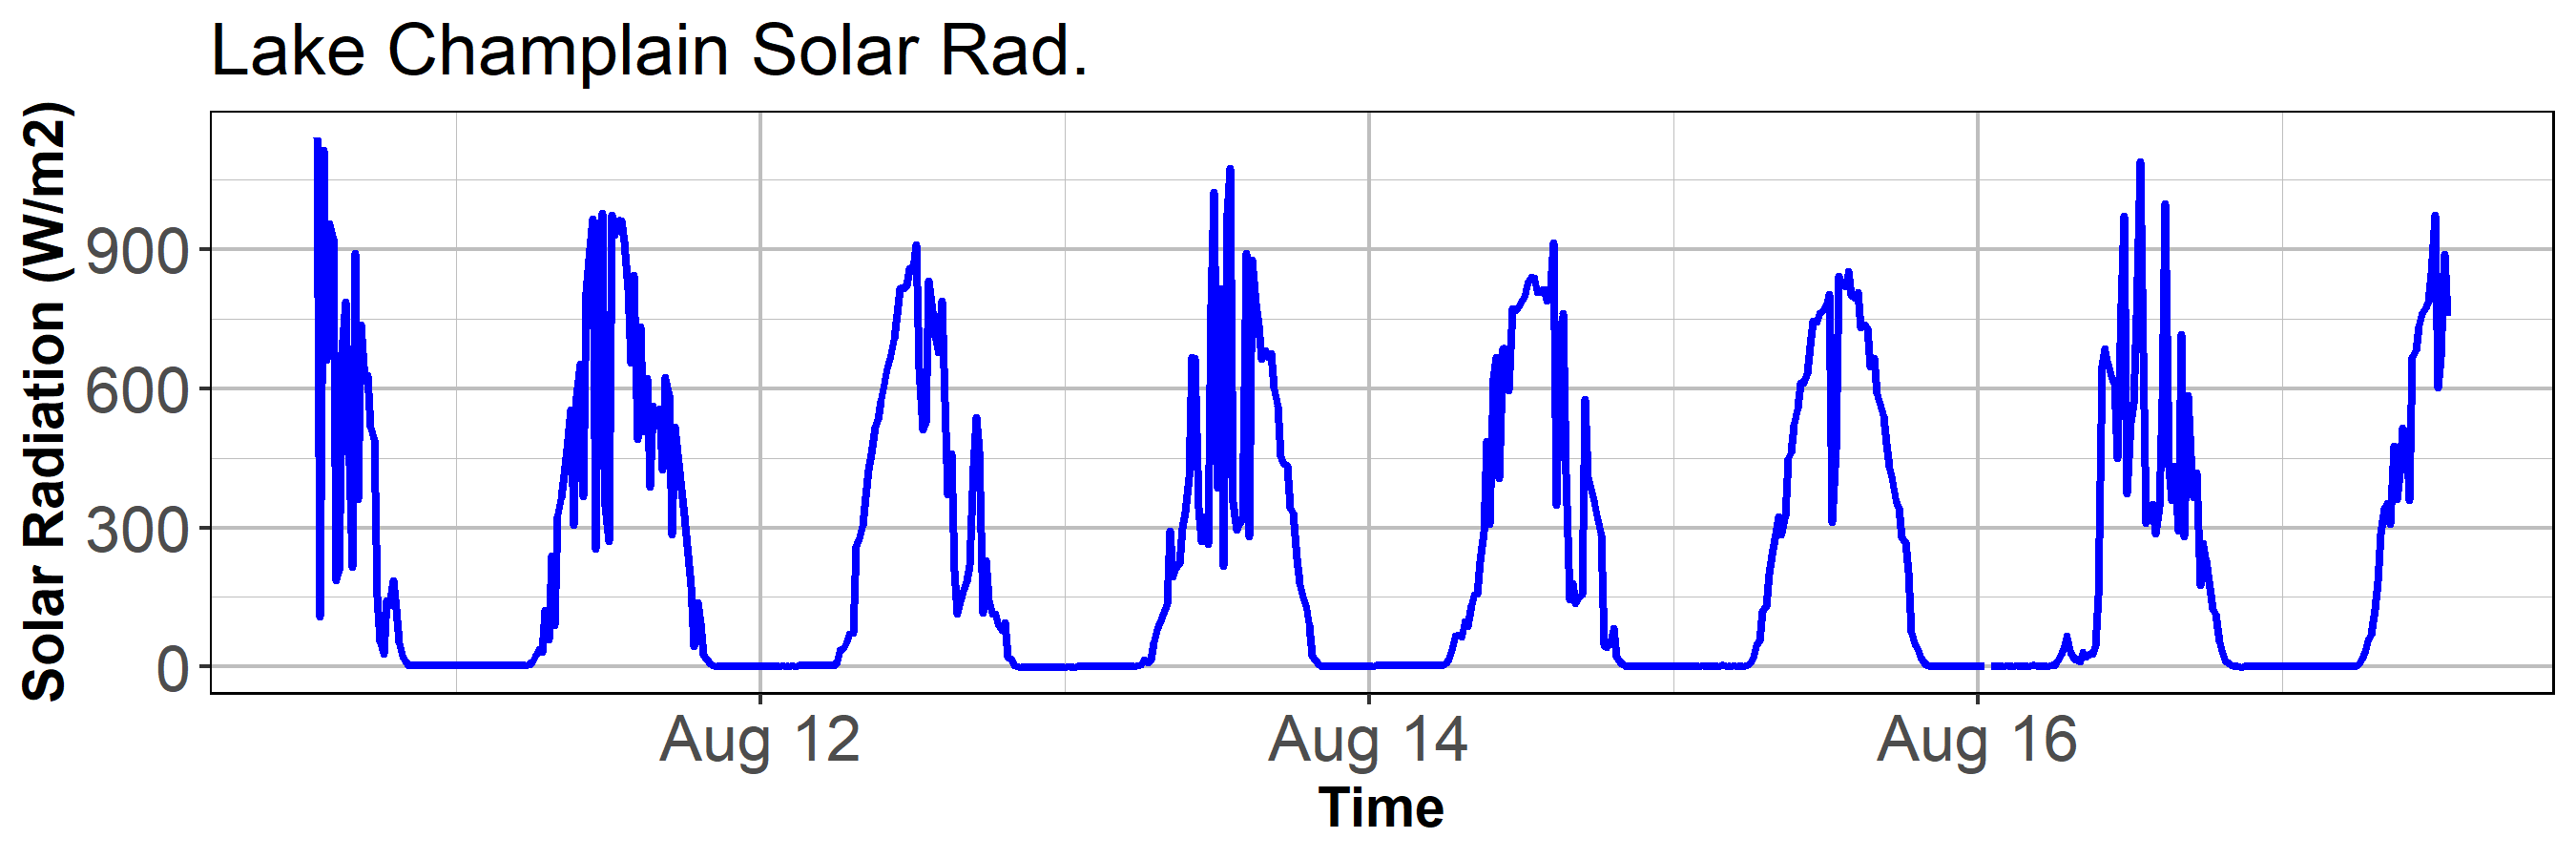 Lake Champlain Solar Rad.
Solar Radiation (W/m2)
900
600
300
0
Aug 12 Aug 14 Aug 16
Time